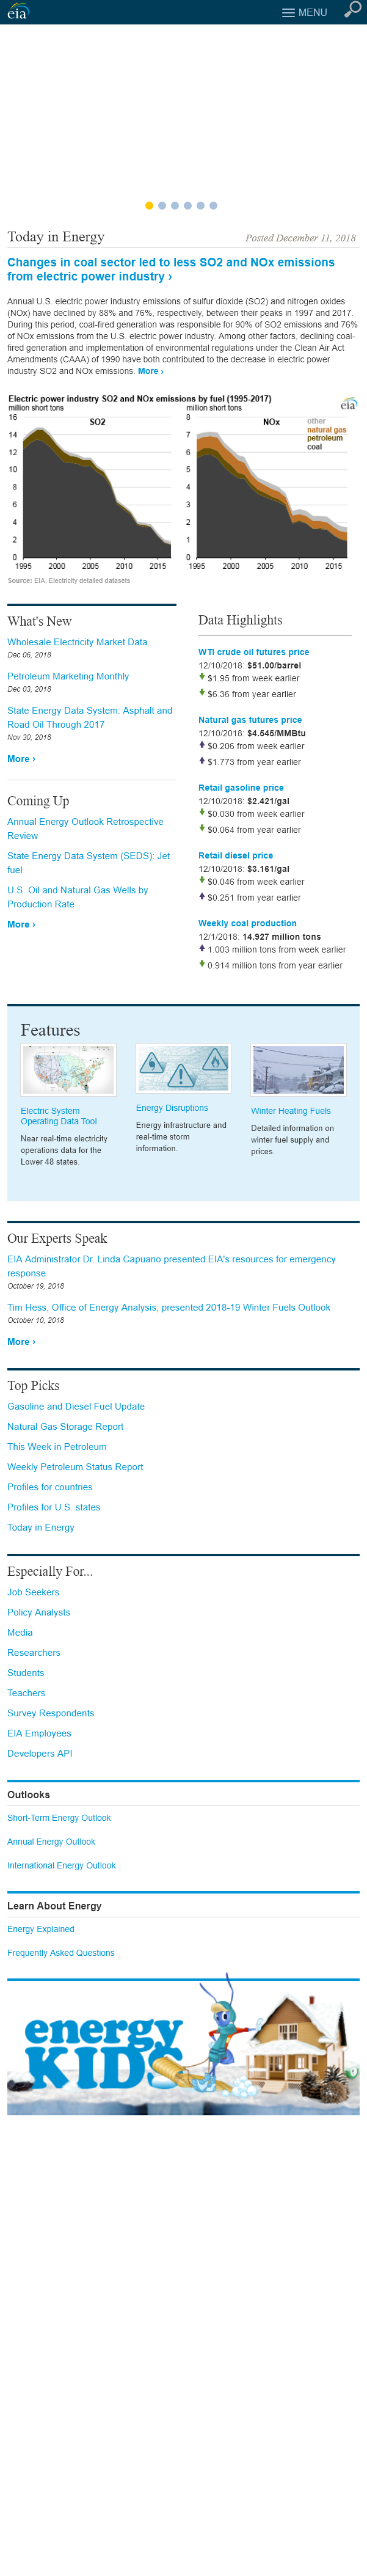 eia
MENU
Today in Energy
Posted December 11, 2018
Changes in coal sector led to less SO2 and NOx emissions
from electric power industry ›
Annual U.S. electric power industry emissions of sulfur dioxide (SO2) and nitrogen oxides
(NOx) have declined by 88% and 76%, respectively, between their peaks in 1997 and 2017.
During this period, coal-fired generation was responsible for 90% of SO2 emissions and 76%
of NOx emissions from the U.S. electric power industry. Among other factors, declining coal-
fired generation and implementation of environmental regulations under the Clean Air Act
Amendments (CAAA) of 1990 have both contributed to the decrease in electric power
industry SO2 and NOx emissions. More ›
Electric power industry SO2 and NOx emissions by fuel (1995-2017)
million short tons
16
14
12
10
8
6
4
2
0
SO2
1995
2000
2005
2010
2015
million short tons
8
7
6
5
4
3
2
1
0
NOx
other
natural gas
petroleum
coal
1995
2000
2005
2010
2015
eia
Source: EIA, Electricity detailed datasets
What's New
Wholesale Electricity Market Data
Dec 06, 2018
Petroleum Marketing Monthly
Dec 03, 2018
State Energy Data System: Asphalt and
Road Oil Through 2017
Nov 30, 2018
More ›
Coming Up
Annual Energy Outlook Retrospective
Review
State Energy Data System (SEDS): Jet
fuel
U.S. Oil and Natural Gas Wells by
Production Rate
More ›
Data Highlights
WTI crude oil futures price
12/10/2018: $51.00/barrel
$1.95 from week earlier
$6.36 from year earlier
Natural gas futures price
12/10/2018: $4.545/MMBtu
$0.206 from week earlier
$1.773 from year earlier
Retail gasoline price
12/10/2018: $2.421/gal
$0.030 from week earlier
$0.064 from year earlier
Retail diesel price
12/10/2018: $3.161/gal
$0.046 from week earlier
$0.251 from year earlier
Weekly coal production
12/1/2018: 14.927 million tons
1.003 million tons from week earlier
0.914 million tons from year earlier
Features
Electric System
Operating Data Tool
Near real-time electricity
operations data for the
Lower 48 states.
Energy Disruptions
Energy infrastructure and
real-time storm
information.
Winter Heating Fuels
Detailed information on
winter fuel supply and
prices.
Our Experts Speak
EIA Administrator Dr. Linda Capuano presented EIA's resources for emergency
response
October 19, 2018
Tim Hess, Office of Energy Analysis, presented 2018-19 Winter Fuels Outlook
October 10, 2018
More ›
Top Picks
Gasoline and Diesel Fuel Update
Natural Gas Storage Report
This Week in Petroleum
Weekly Petroleum Status Report
Profiles for countries
Profiles for U.S. states
Today in Energy
Especially For...
Job Seekers
Policy Analysts
Media
Researchers
Students
Teachers
Survey Respondents
EIA Employees
Developers API
Outlooks
Short-Term Energy Outlook
Annual Energy Outlook
International Energy Outlook
Learn About Energy
Energy Explained
Frequently Asked Questions
energy
KIDS